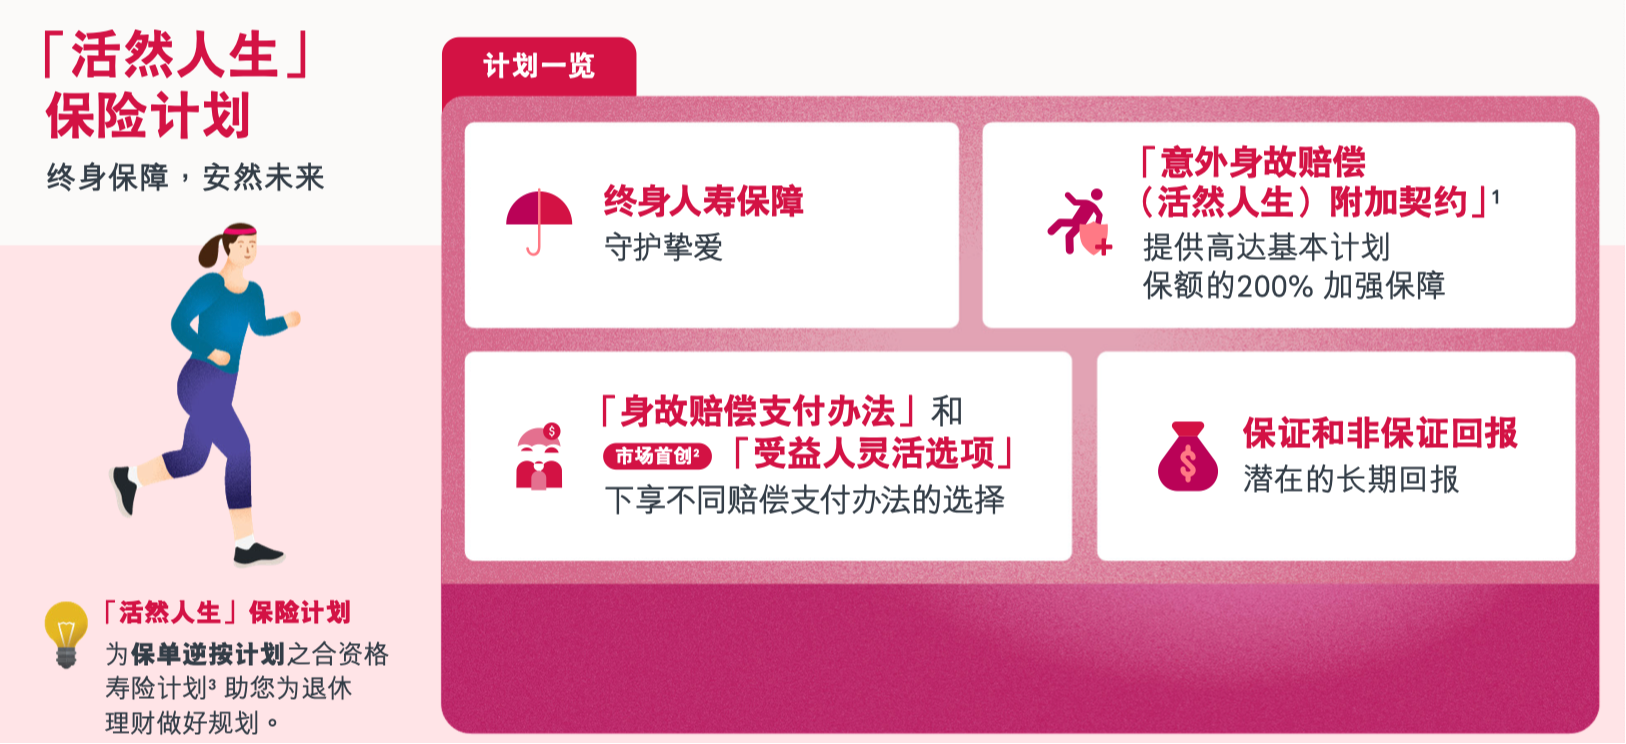 「活然人生」
保险计划
终身保障，安然未来
「活然人生」保险计划
为保单逆按计划之合资格
寿险计划³ 助您为退休
理财做好规划。
计划一览
终身人寿保障
守护挚爱
「意外身故赔偿
（活然人生）附加契约」¹
提供高达基本计划
保额的200% 加强保障
$
「身故赔偿支付办法」和
市场首创² 「受益人灵活选项」
下享不同赔偿支付办法的选择
$
保证和非保证回报
潜在的长期回报